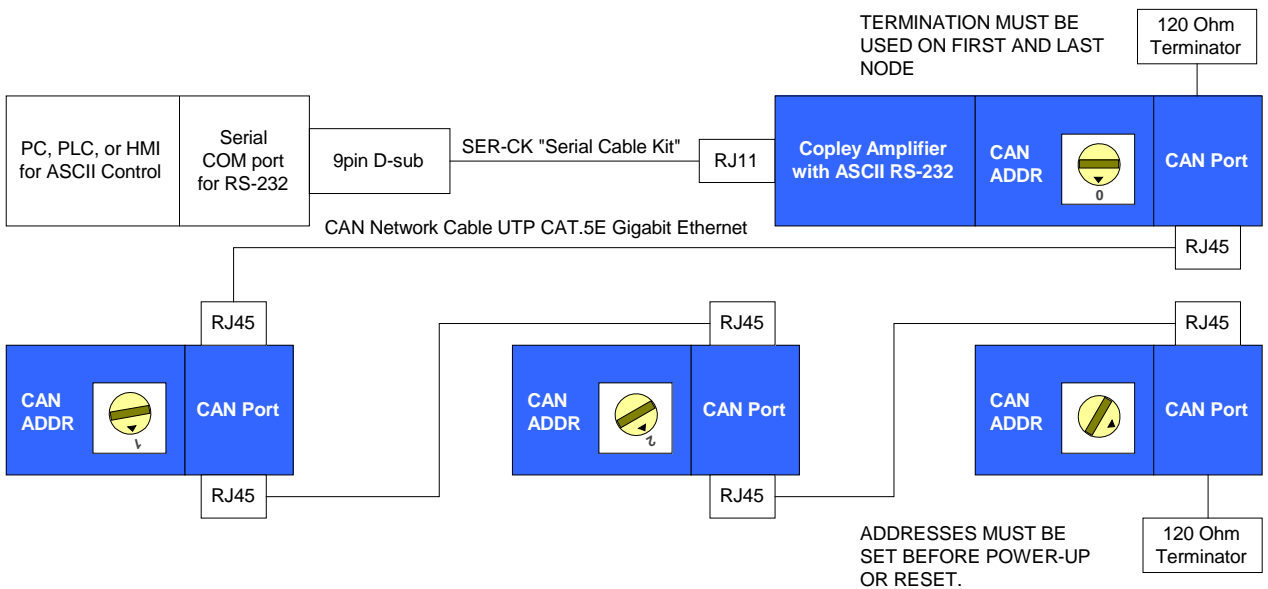 TERMINATION MUST BE
USED ON FIRST AND LAST
NODE
120 Ohm
Terminator
PC, PLC, or HMI
for ASCII Control
Serial
COM port
for RS-232
9pin D-sub
SER-CK "Serial Cable Kit"
RJ11
Copley Amplifier
with ASCII RS-232
CAN
ADDR
0
CAN Port
CAN Network Cable UTP CAT.5E Gigabit Ethernet
RJ45
RJ45
RJ45
RJ45
CAN
ADDR
1
CAN Port
CAN
ADDR
2
CAN Port
CAN
ADDR
CAN Port
RJ45
RJ45
ADDRESSES MUST BE
SET BEFORE POWER-UP
OR RESET.
120 Ohm
Terminator